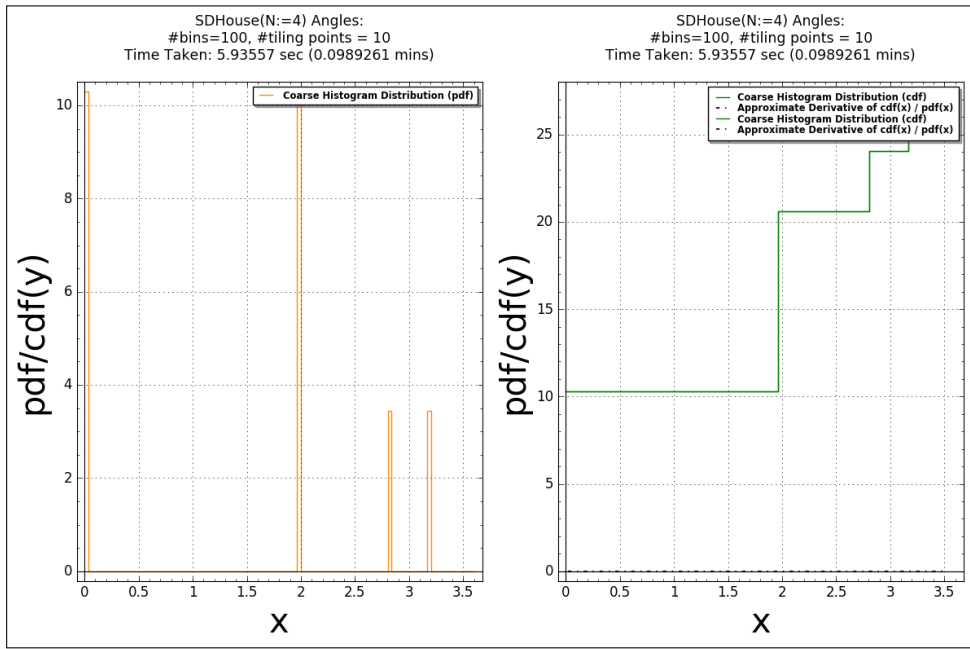 SDHouse(N:=4) Angles:
#bins=100, #tiling points = 10
Time Taken: 5.93557 sec (0.0989261 mins)
Coarse Histogram Distribution (pdf)
10
8
6
4
2
0
pdf/cdf(y)
0 0.5 1 1.5 2 2.5 3 3.5
x
SDHouse(N:=4) Angles:
#bins=100, #tiling points = 10
Time Taken: 5.93557 sec (0.0989261 mins)
Coarse Histogram Distribution (cdf)
Approximate Derivative of cdf(x) / pdf(x)
Coarse Histogram Distribution (cdf)
Approximate Derivative of cdf(x) / pdf(x)
25
20
15
10
5
0
pdf/cdf(y)
0 0.5 1 1.5 2 2.5 3 3.5
x